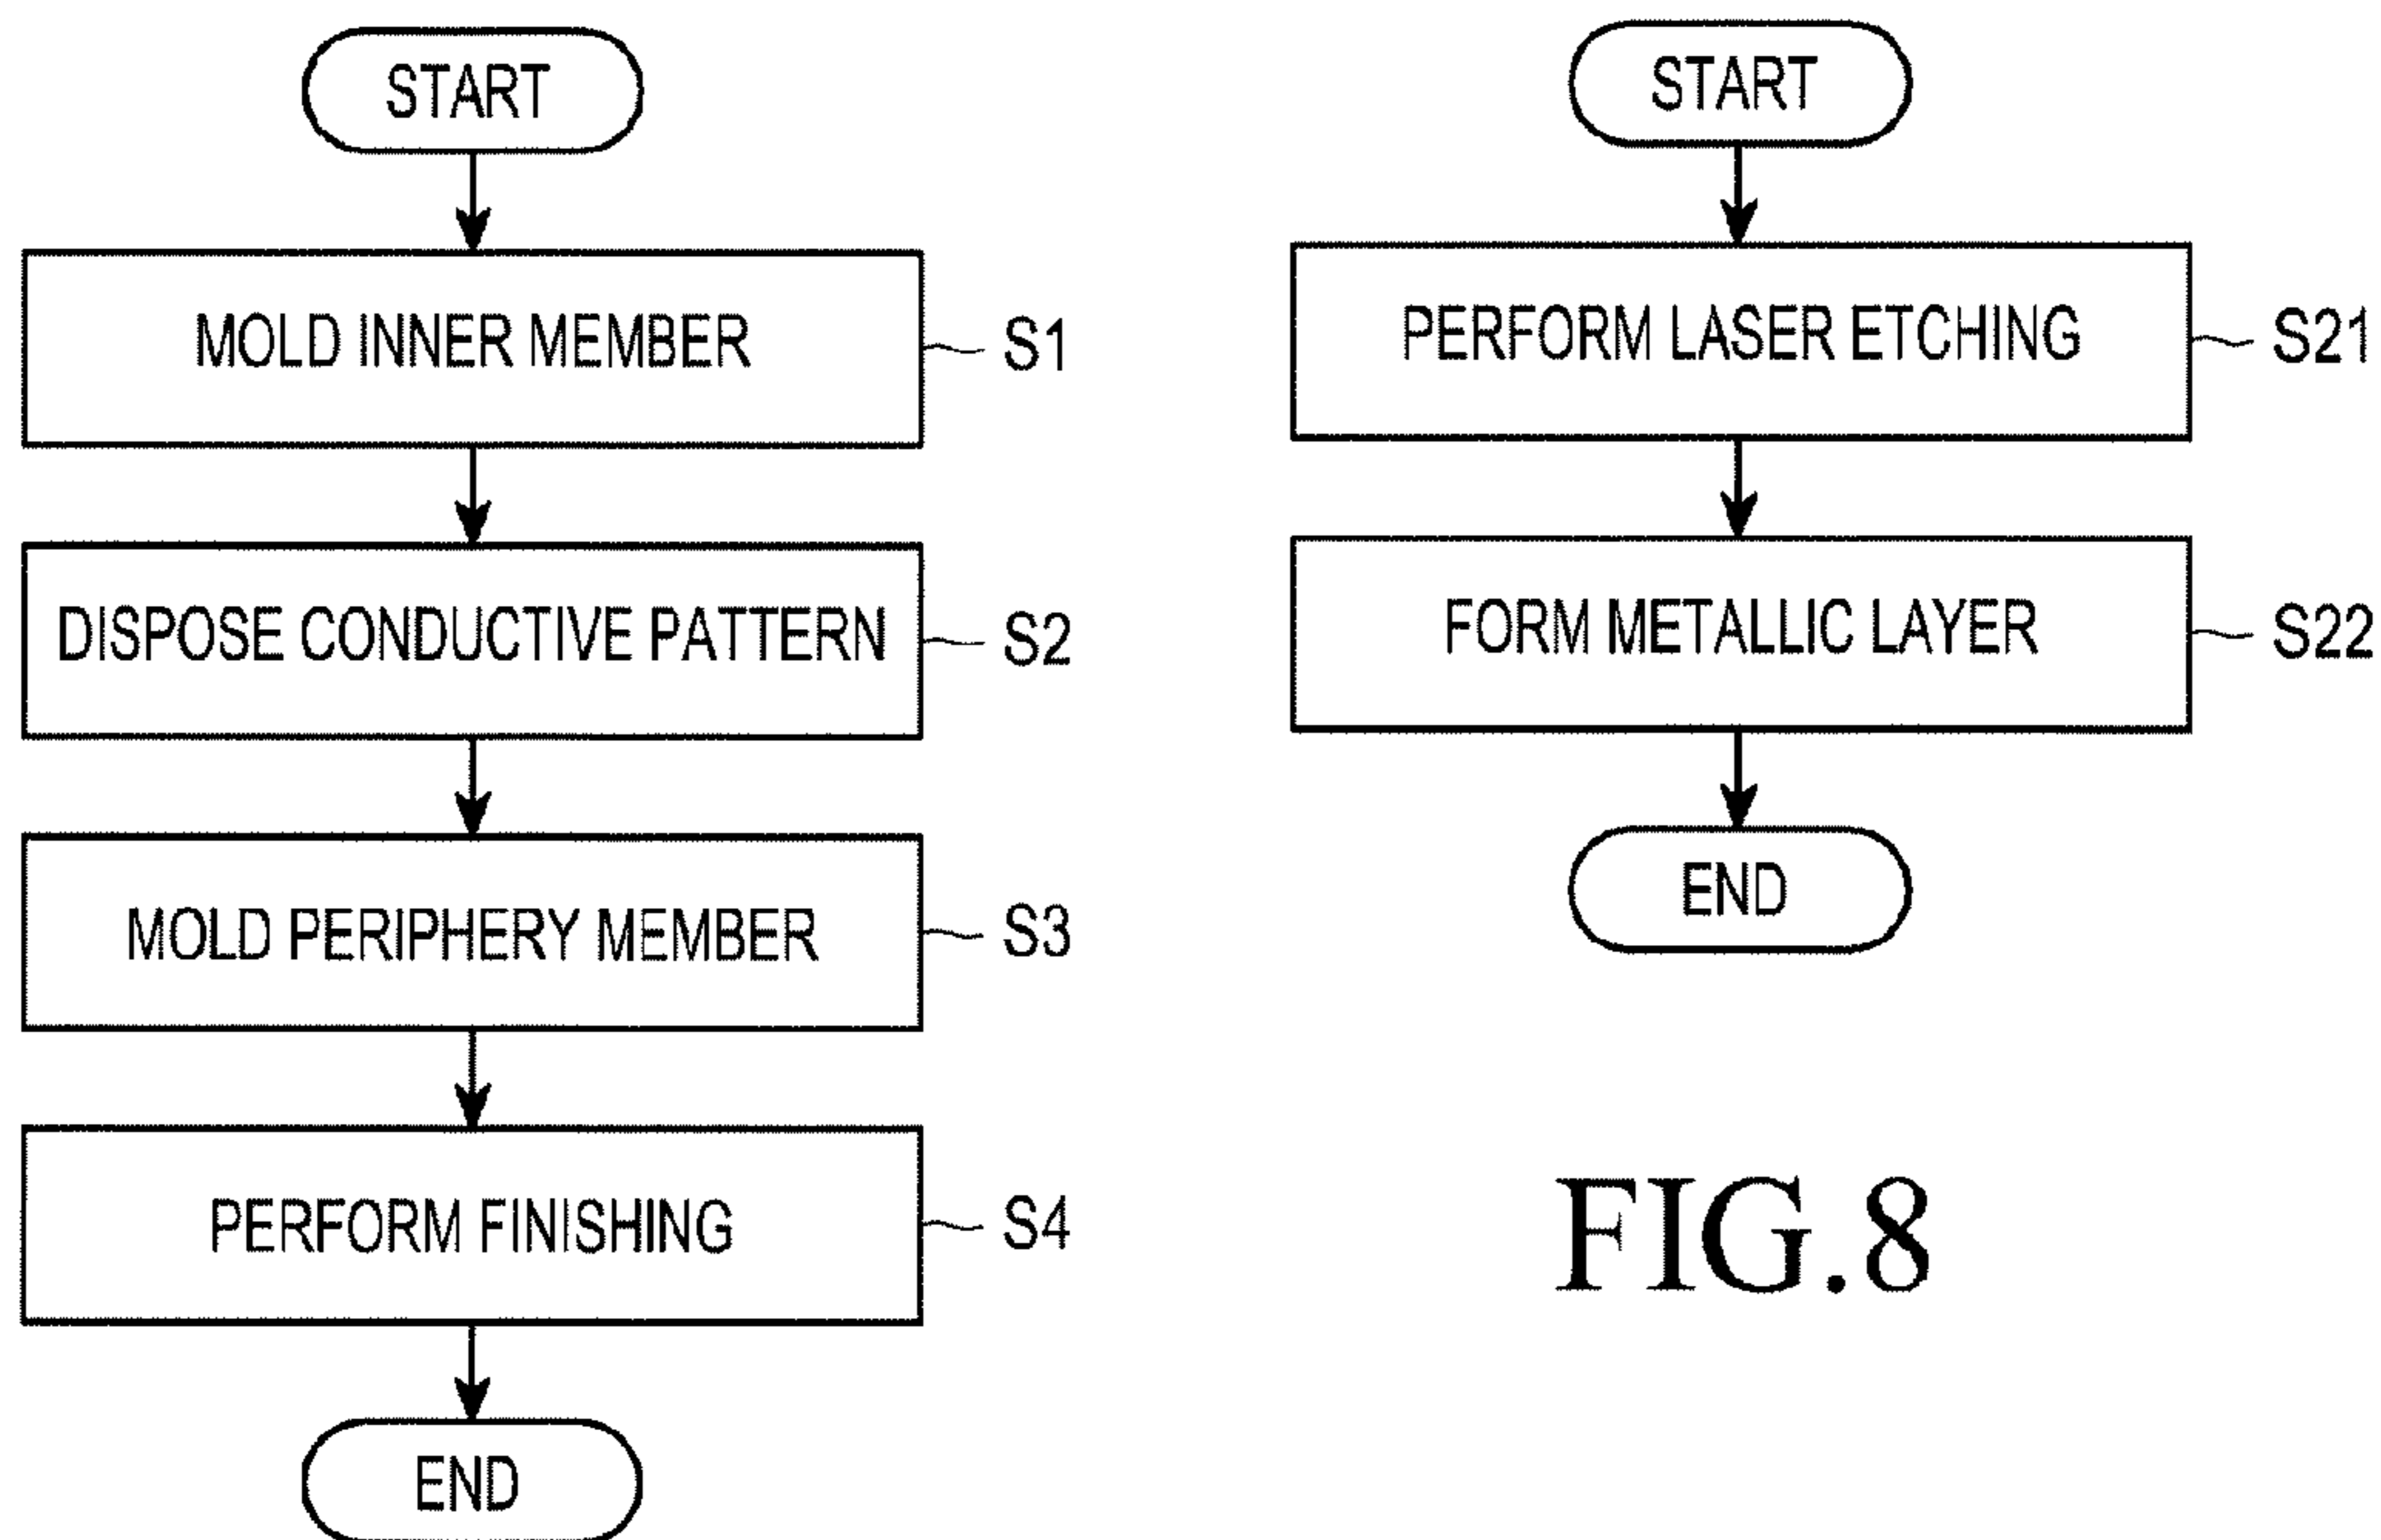 START
MOLD INNER MEMBER
S1
DISPOSE CONDUCTIVE PATTERN
S2
MOLD PERIPHERY MEMBER
S3
PERFORM FINISHING
S4
END
START
PERFORM LASER ETCHING
S21
FORM METALLIC LAYER
S22
END
FIG.8